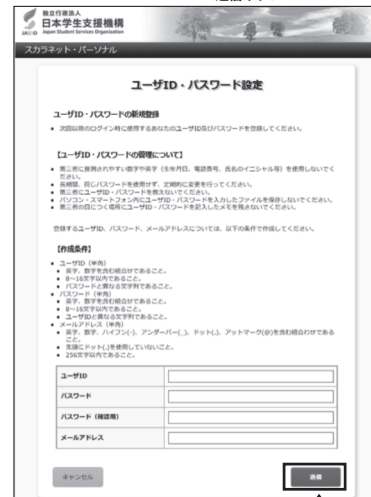 独立行政法人
日本学生支援機構
JASSO Japan Student Services Organization
スカラネット・パーソナル
ユーザID・パスワード設定
ユーザID・パスワードの新規登録
• 次回以降のログイン時に使用するあなたのユーザID及びパスワードを登録してください。
【ユーザID・パスワードの管理について】
• 第三者に推測されやすい数字や英字（生年月日、電話番号、氏名のイニシャル等）を使用しないでください。
• 長期間、同じパスワードを使用せず、定期的に変更を行ってください。
• 第三者にユーザID・パスワードを教えないでください。
• パソコン・スマートフォン内にユーザID・パスワードを入力したファイルを保存しないでください。
• 第三者の目につく場所にユーザID・パスワードを記入したメモを残さないでください。
登録するユーザID、パスワード、メールアドレスについては、以下の条件で作成してください。
【作成条件】
• ユーザID（半角）
• 英字、数字を含む組合せであること。
• 8～16文字以内であること。
• パスワードと異なる文字列であること。
• パスワード（半角）
• 英字、数字を含む組合せであること。
• 8～16文字以内であること。
• ユーザIDと異なる文字列であること。
• メールアドレス（半角）
• 英字、数字、ハイフン(-)、アンダーバー(_)、ドット(.)、アットマーク(@)を含む組合わせであること。
• 先頭にドット(.)を使用していないこと。
• 256文字以内であること。
ユーザID
パスワード
パスワード（確認用）
メールアドレス
キャンセル
送信